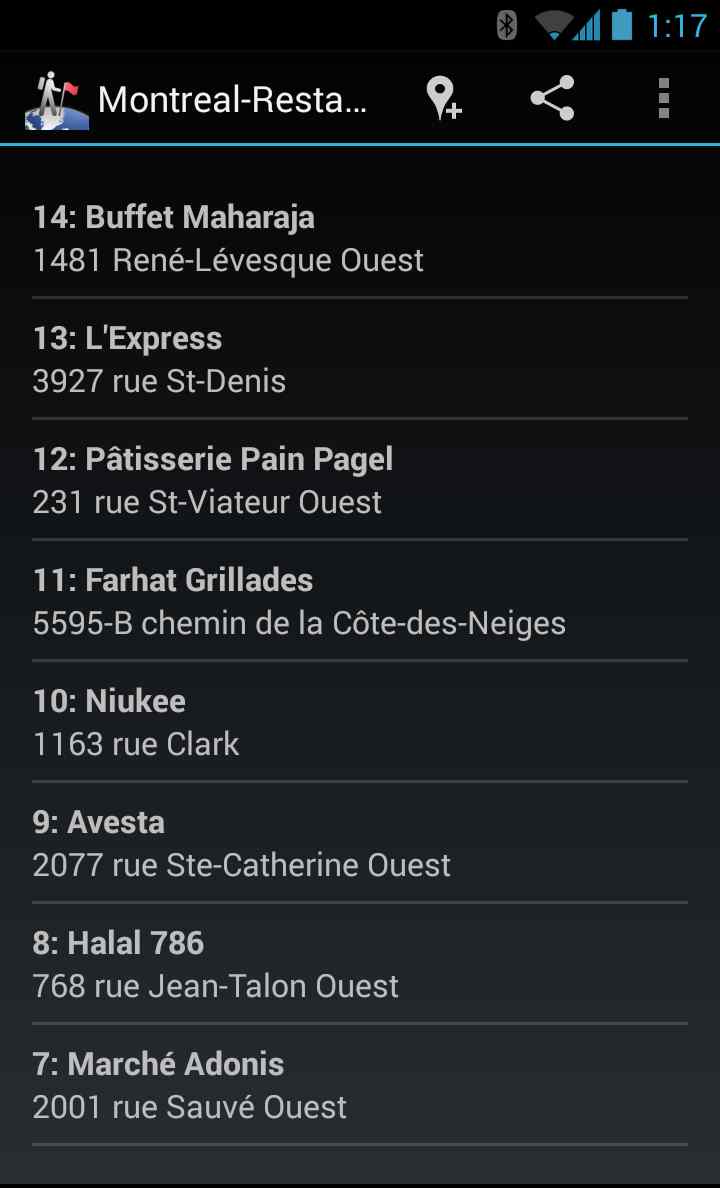 1:17
Montreal-Resta...
14: Buffet Maharaja
1481 René-Lévesque Ouest
13: L'Express
3927 rue St-Denis
12: Pâtisserie Pain Pagel
231 rue St-Viateur Ouest
11: Farhat Grillades
5595-B chemin de la Côte-des-Neiges
10: Niukee
1163 rue Clark
9: Avesta
2077 rue Ste-Catherine Ouest
8: Halal 786
768 rue Jean-Talon Ouest
7: Marché Adonis
2001 rue Sauvé Ouest